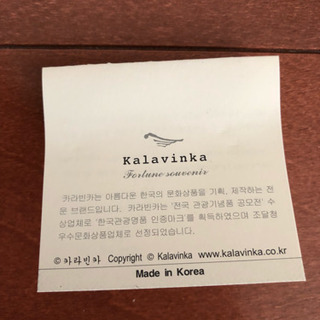 Kalavinka
Fortune souvenir
카라빈카는 아름다운 한국의 문화상품을 기획, 제작하는 전
문 브랜드입니다. 카라빈카는 '전국 관광기념품 공모전' 수
상업체로 '한국관광명품 인증마크'를 획득하였으며 조달청
우수문화상품업체로 선정되었습니다.
© 카라빈카 Copyright © Kalavinka www.kalavinka.co.kr
Made in Korea